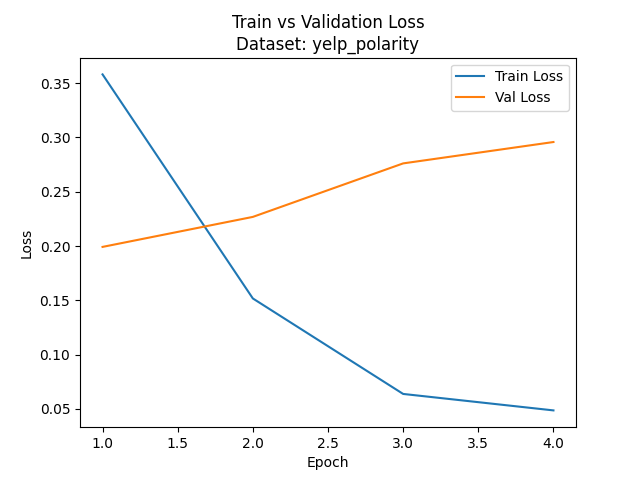 Train vs Validation Loss
Dataset: yelp_polarity
Train Loss
Val Loss
0.35
0.30
0.25
0.20
0.15
0.10
0.05
Loss
1.0 1.5 2.0 2.5 3.0 3.5 4.0
Epoch